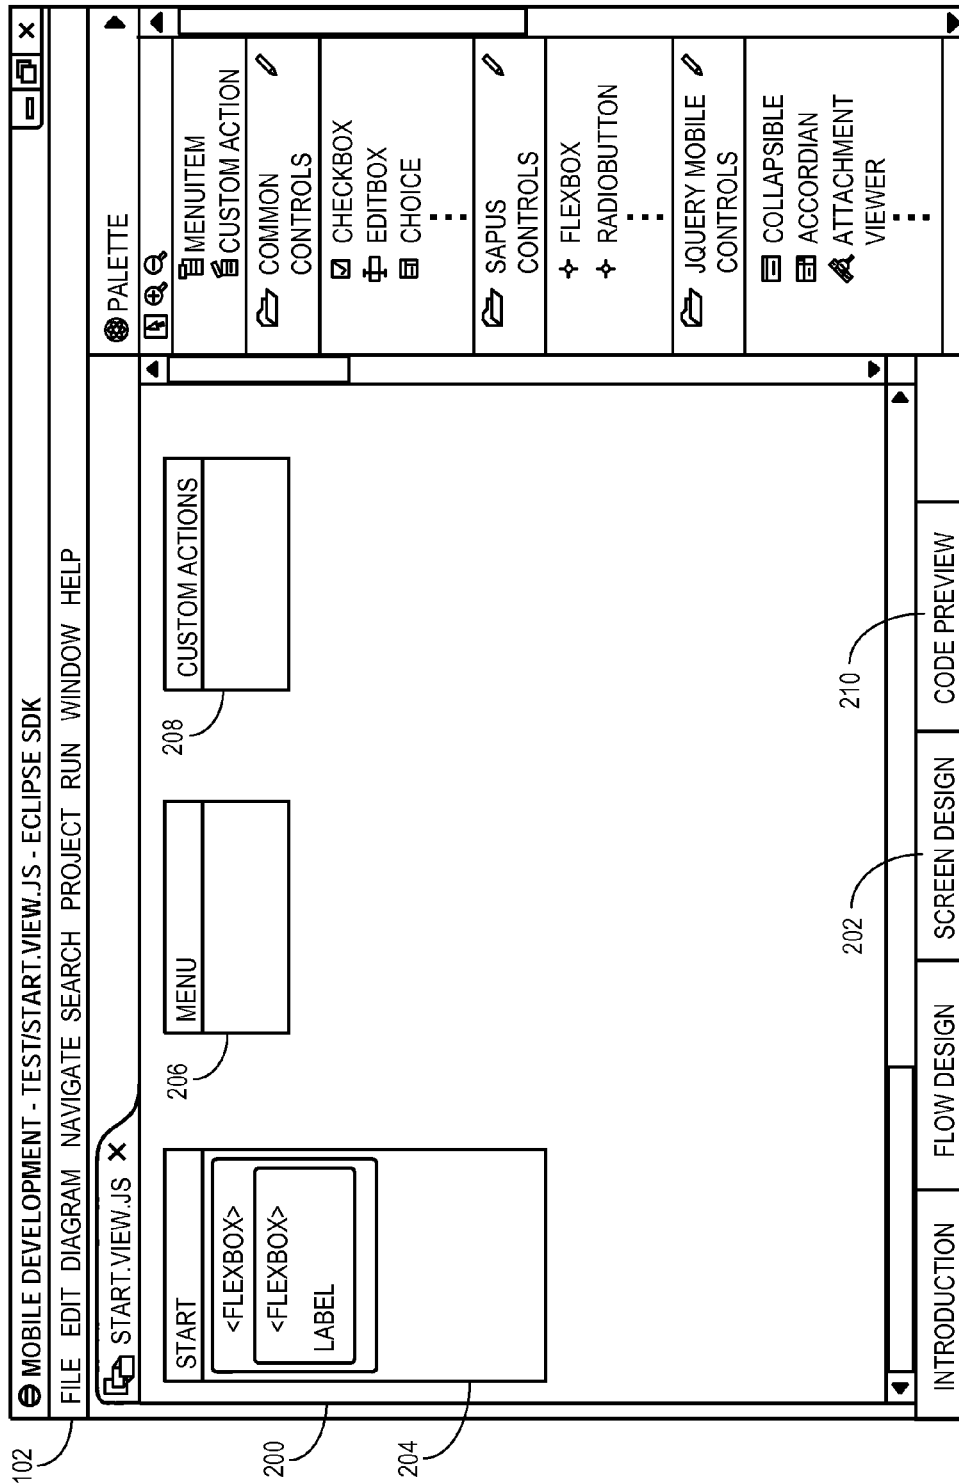 MOBILE DEVELOPMENT - TEST/START.VIEW.JS - ECLIPSE SDK
FILE EDIT DIAGRAM NAVIGATE SEARCH PROJECT RUN WINDOW HELP
102
START.VIEW.JS
200
START
<FLEXBOX>
<FLEXBOX>
LABEL
204
MENU
206
CUSTOM ACTIONS
208
PALETTE
MENUITEM
CUSTOM ACTION
COMMON
CONTROLS
CHECKBOX
EDITBOX
CHOICE
SAPUS
CONTROLS
FLEXBOX
RADIOBUTTON
JQUERY MOBILE
CONTROLS
COLLAPSIBLE
ACCORDIAN
ATTACHMENT
VIEWER
202
210
INTRODUCTION
FLOW DESIGN
SCREEN DESIGN
CODE PREVIEW